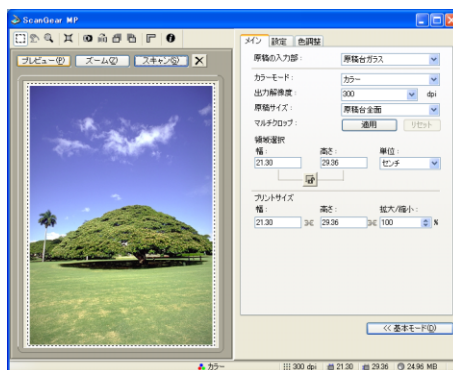 ScanGear MP
プレビュー(P) ズーム(Z) スキャン(S)
メイン 設定 色調整
原稿の入力部: 原稿台ガラス
カラーモード: カラー
出力解像度: 300 dpi
原稿サイズ: 原稿台全面
マルチクロップ: 適用 リセット
領域選択
幅: 高さ: 単位:
21.30 29.36 センチ
プリントサイズ
幅: 高さ: 拡大/縮小:
21.30 29.36 100 %
<< 基本モード(D)
カラー 300 dpi 21.30 29.36 24.96 MB